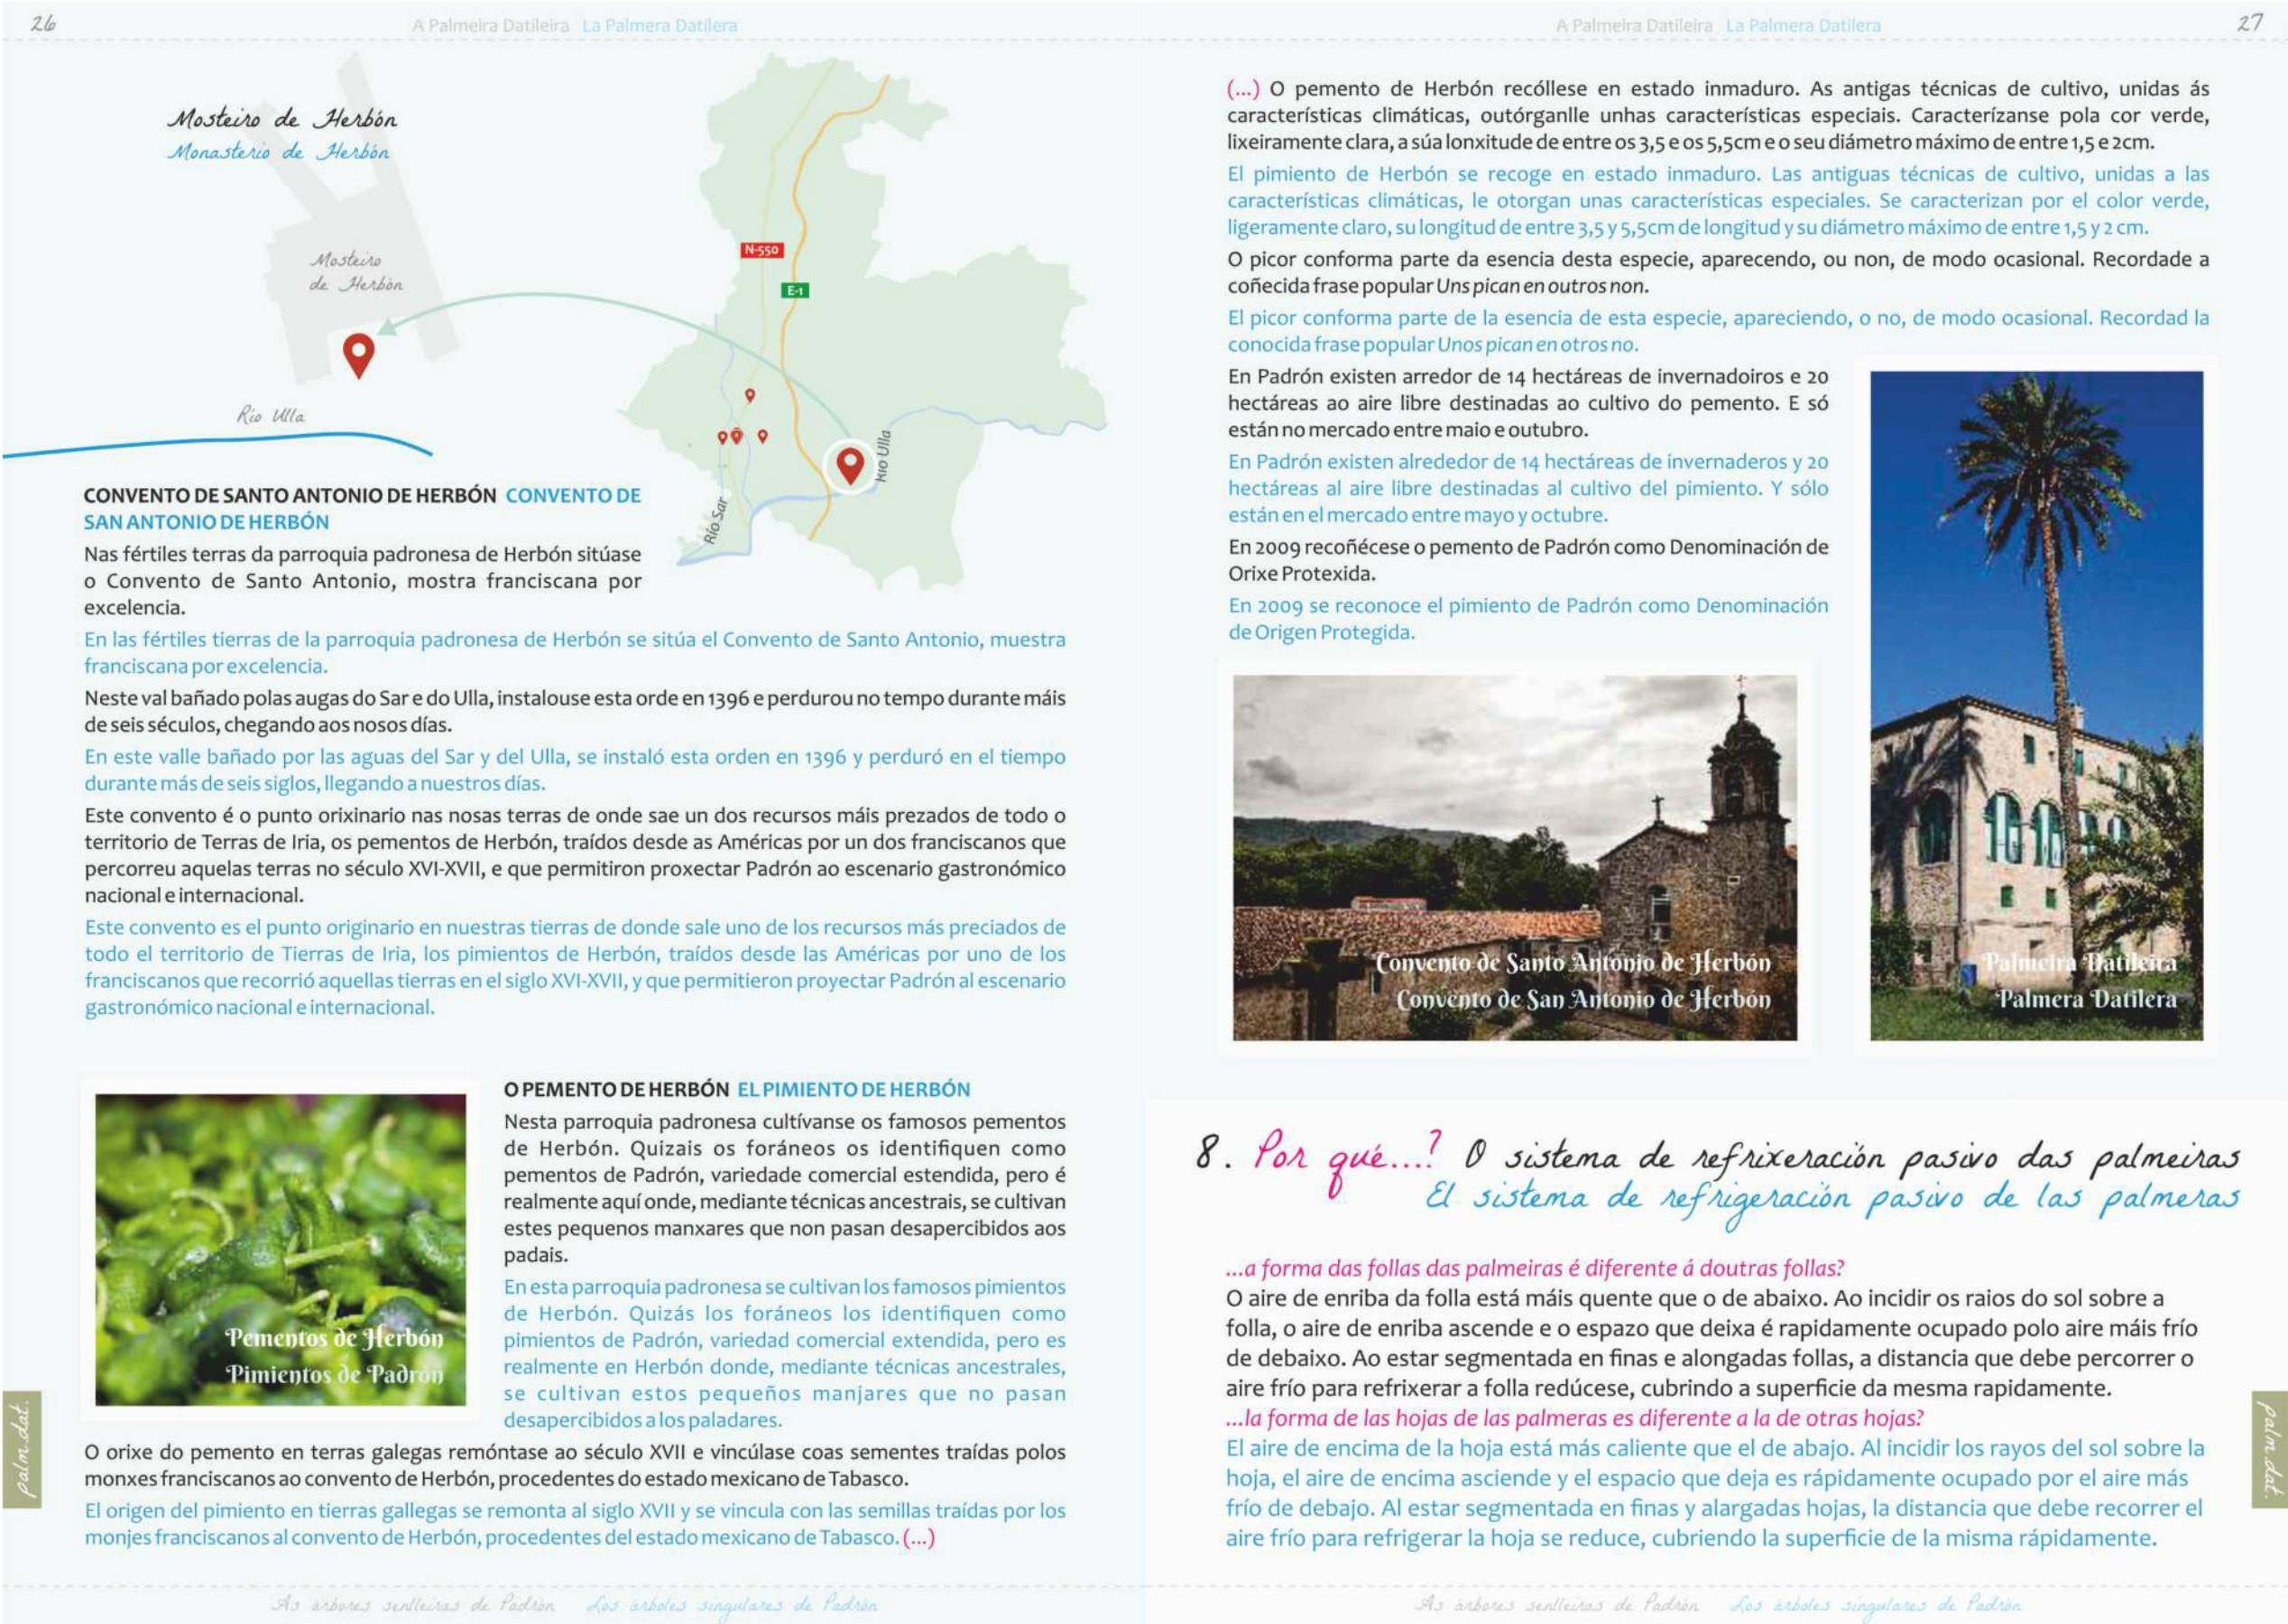 26
A Palmeira Datileira La Palmera Datilera
Mosteiro de Herbón
Monasterio de Herbón
Mosteiro
de Herbón
Río Ulla
N-550
E-1
Río Ulla
Río Sar
CONVENTO DE SANTO ANTONIO DE HERBÓN CONVENTO DE
SAN ANTONIO DE HERBÓN
Nas fértiles terras da parroquia padronesa de Herbón sitúase
o Convento de Santo Antonio, mostra franciscana por
excelencia.
En las fértiles tierras de la parroquia padronesa de Herbón se sitúa el Convento de Santo Antonio, muestra
franciscana por excelencia.
Neste val bañado polas augas do Sar e do Ulla, instalouse esta orde en 1396 e perdurou no tempo durante máis
de seis séculos, chegando aos nosos días.
En este valle bañado por las aguas del Sar y del Ulla, se instaló esta orden en 1396 y perduró en el tiempo
durante más de seis siglos, llegando a nuestros días.
Este convento é o punto orixinario nas nosas terras de onde sae un dos recursos máis prezados de todo o
territorio de Terras de Iria, os pementos de Herbón, traídos desde as Américas por un dos franciscanos que
percorreu aquelas terras no século XVI-XVII, e que permitiron proxectar Padrón ao escenario gastronómico
nacional e internacional.
Este convento es el punto originario en nuestras tierras de donde sale uno de los recursos más preciados de
todo el territorio de Tierras de Iria, los pimientos de Herbón, traídos desde las Américas por uno de los
franciscanos que recorrió aquellas tierras en el siglo XVI-XVII, y que permitieron proyectar Padrón al escenario
gastronómico nacional e internacional.
O PEMENTO DE HERBÓN EL PIMIENTO DE HERBÓN
Nesta parroquia padronesa cultívanse os famosos pementos
de Herbón. Quizais os foráneos os identifiquen como
pementos de Padrón, variedade comercial estendida, pero é
realmente aquí onde, mediante técnicas ancestrais, se cultivan
estes pequenos manxares que non pasan desapercibidos aos
padais.
En esta parroquia padronesa se cultivan los famosos pimientos
de Herbón. Quizás los foráneos los identifiquen como
pimientos de Padrón, variedad comercial extendida, pero es
realmente en Herbón donde, mediante técnicas ancestrales,
se cultivan estos pequeños manjares que no pasan
desapercibidos a los paladares.
Pementos de Herbón
Pimientos de Padrón
O orixe do pemento en terras galegas remóntase ao século XVII e vincúlase coas sementes traídas polos
monxes franciscanos ao convento de Herbón, procedentes do estado mexicano de Tabasco.
El origen del pimiento en tierras gallegas se remonta al siglo XVII y se vincula con las semillas traídas por los
monjes franciscanos al convento de Herbón, procedentes del estado mexicano de Tabasco. (...)
palm.dat.
As árbores senlleiras de Padrón Los árboles singulares de Padrón
A Palmeira Datileira La Palmera Datilera
27
(...) O pemento de Herbón recóllese en estado inmaduro. As antigas técnicas de cultivo, unidas ás
características climáticas, outórganlle unhas características especiais. Caracterízanse pola cor verde,
lixeiramente clara, a súa lonxitude de entre os 3,5 e os 5,5cm e o seu diámetro máximo de entre 1,5 e 2cm.
El pimiento de Herbón se recoge en estado inmaduro. Las antiguas técnicas de cultivo, unidas a las
características climáticas, le otorgan unas características especiales. Se caracterizan por el color verde,
ligeramente claro, su longitud de entre 3,5 y 5,5cm de longitud y su diámetro máximo de entre 1,5 y 2 cm.
O picor conforma parte da esencia desta especie, aparecendo, ou non, de modo ocasional. Recordade a
coñecida frase popular Uns pican en outros non.
El picor conforma parte de la esencia de esta especie, apareciendo, o no, de modo ocasional. Recordad la
conocida frase popular Unos pican en otros no.
En Padrón existen arredor de 14 hectáreas de invernadoiros e 20
hectáreas ao aire libre destinadas ao cultivo do pemento. E só
están no mercado entre maio e outubro.
En Padrón existen alrededor de 14 hectáreas de invernaderos y 20
hectáreas al aire libre destinadas al cultivo del pimiento. Y sólo
están en el mercado entre mayo y octubre.
En 2009 recoñécese o pemento de Padrón como Denominación de
Orixe Protexida.
En 2009 se reconoce el pimiento de Padrón como Denominación
de Origen Protegida.
Convento de Santo Antonio de Herbón
Convento de San Antonio de Herbón
Palmeira Datileira
Palmera Datilera
8. Por qué...? O sistema de refrixeración pasivo das palmeiras
El sistema de refrigeración pasivo de las palmeras
...a forma das follas das palmeiras é diferente á doutras follas?
O aire de enriba da folla está máis quente que o de abaixo. Ao incidir os raios do sol sobre a
folla, o aire de enriba ascende e o espazo que deixa é rapidamente ocupado polo aire máis frío
de debaixo. Ao estar segmentada en finas e alongadas follas, a distancia que debe percorrer o
aire frío para refrixerar a folla redúcese, cubrindo a superficie da mesma rapidamente.
...la forma de las hojas de las palmeras es diferente a la de otras hojas?
El aire de encima de la hoja está más caliente que el de abajo. Al incidir los rayos del sol sobre la
hoja, el aire de encima asciende y el espacio que deja es rápidamente ocupado por el aire más
frío de debajo. Al estar segmentada en finas y alargadas hojas, la distancia que debe recorrer el
aire frío para refrigerar la hoja se reduce, cubriendo la superficie de la misma rápidamente.
palm.dat.
As árbores senlleiras de Padrón Los árboles singulares de Padrón